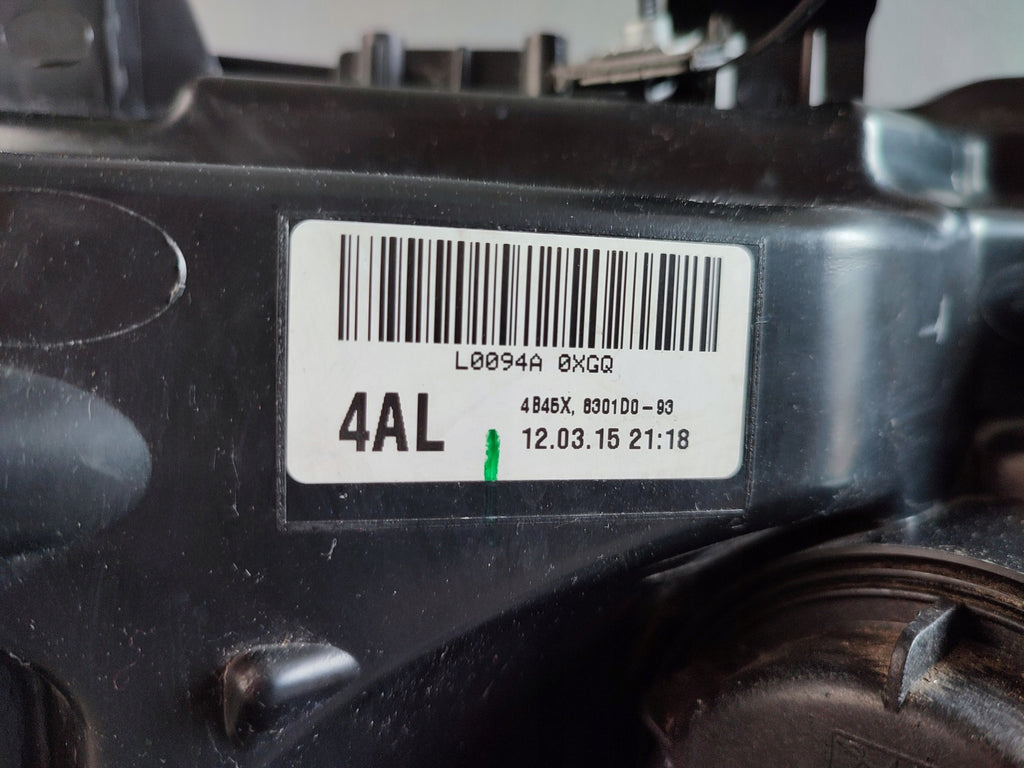 L0094A 0XGQ
4AL
4B45X, 8301D0-93
12.03.15 21:18